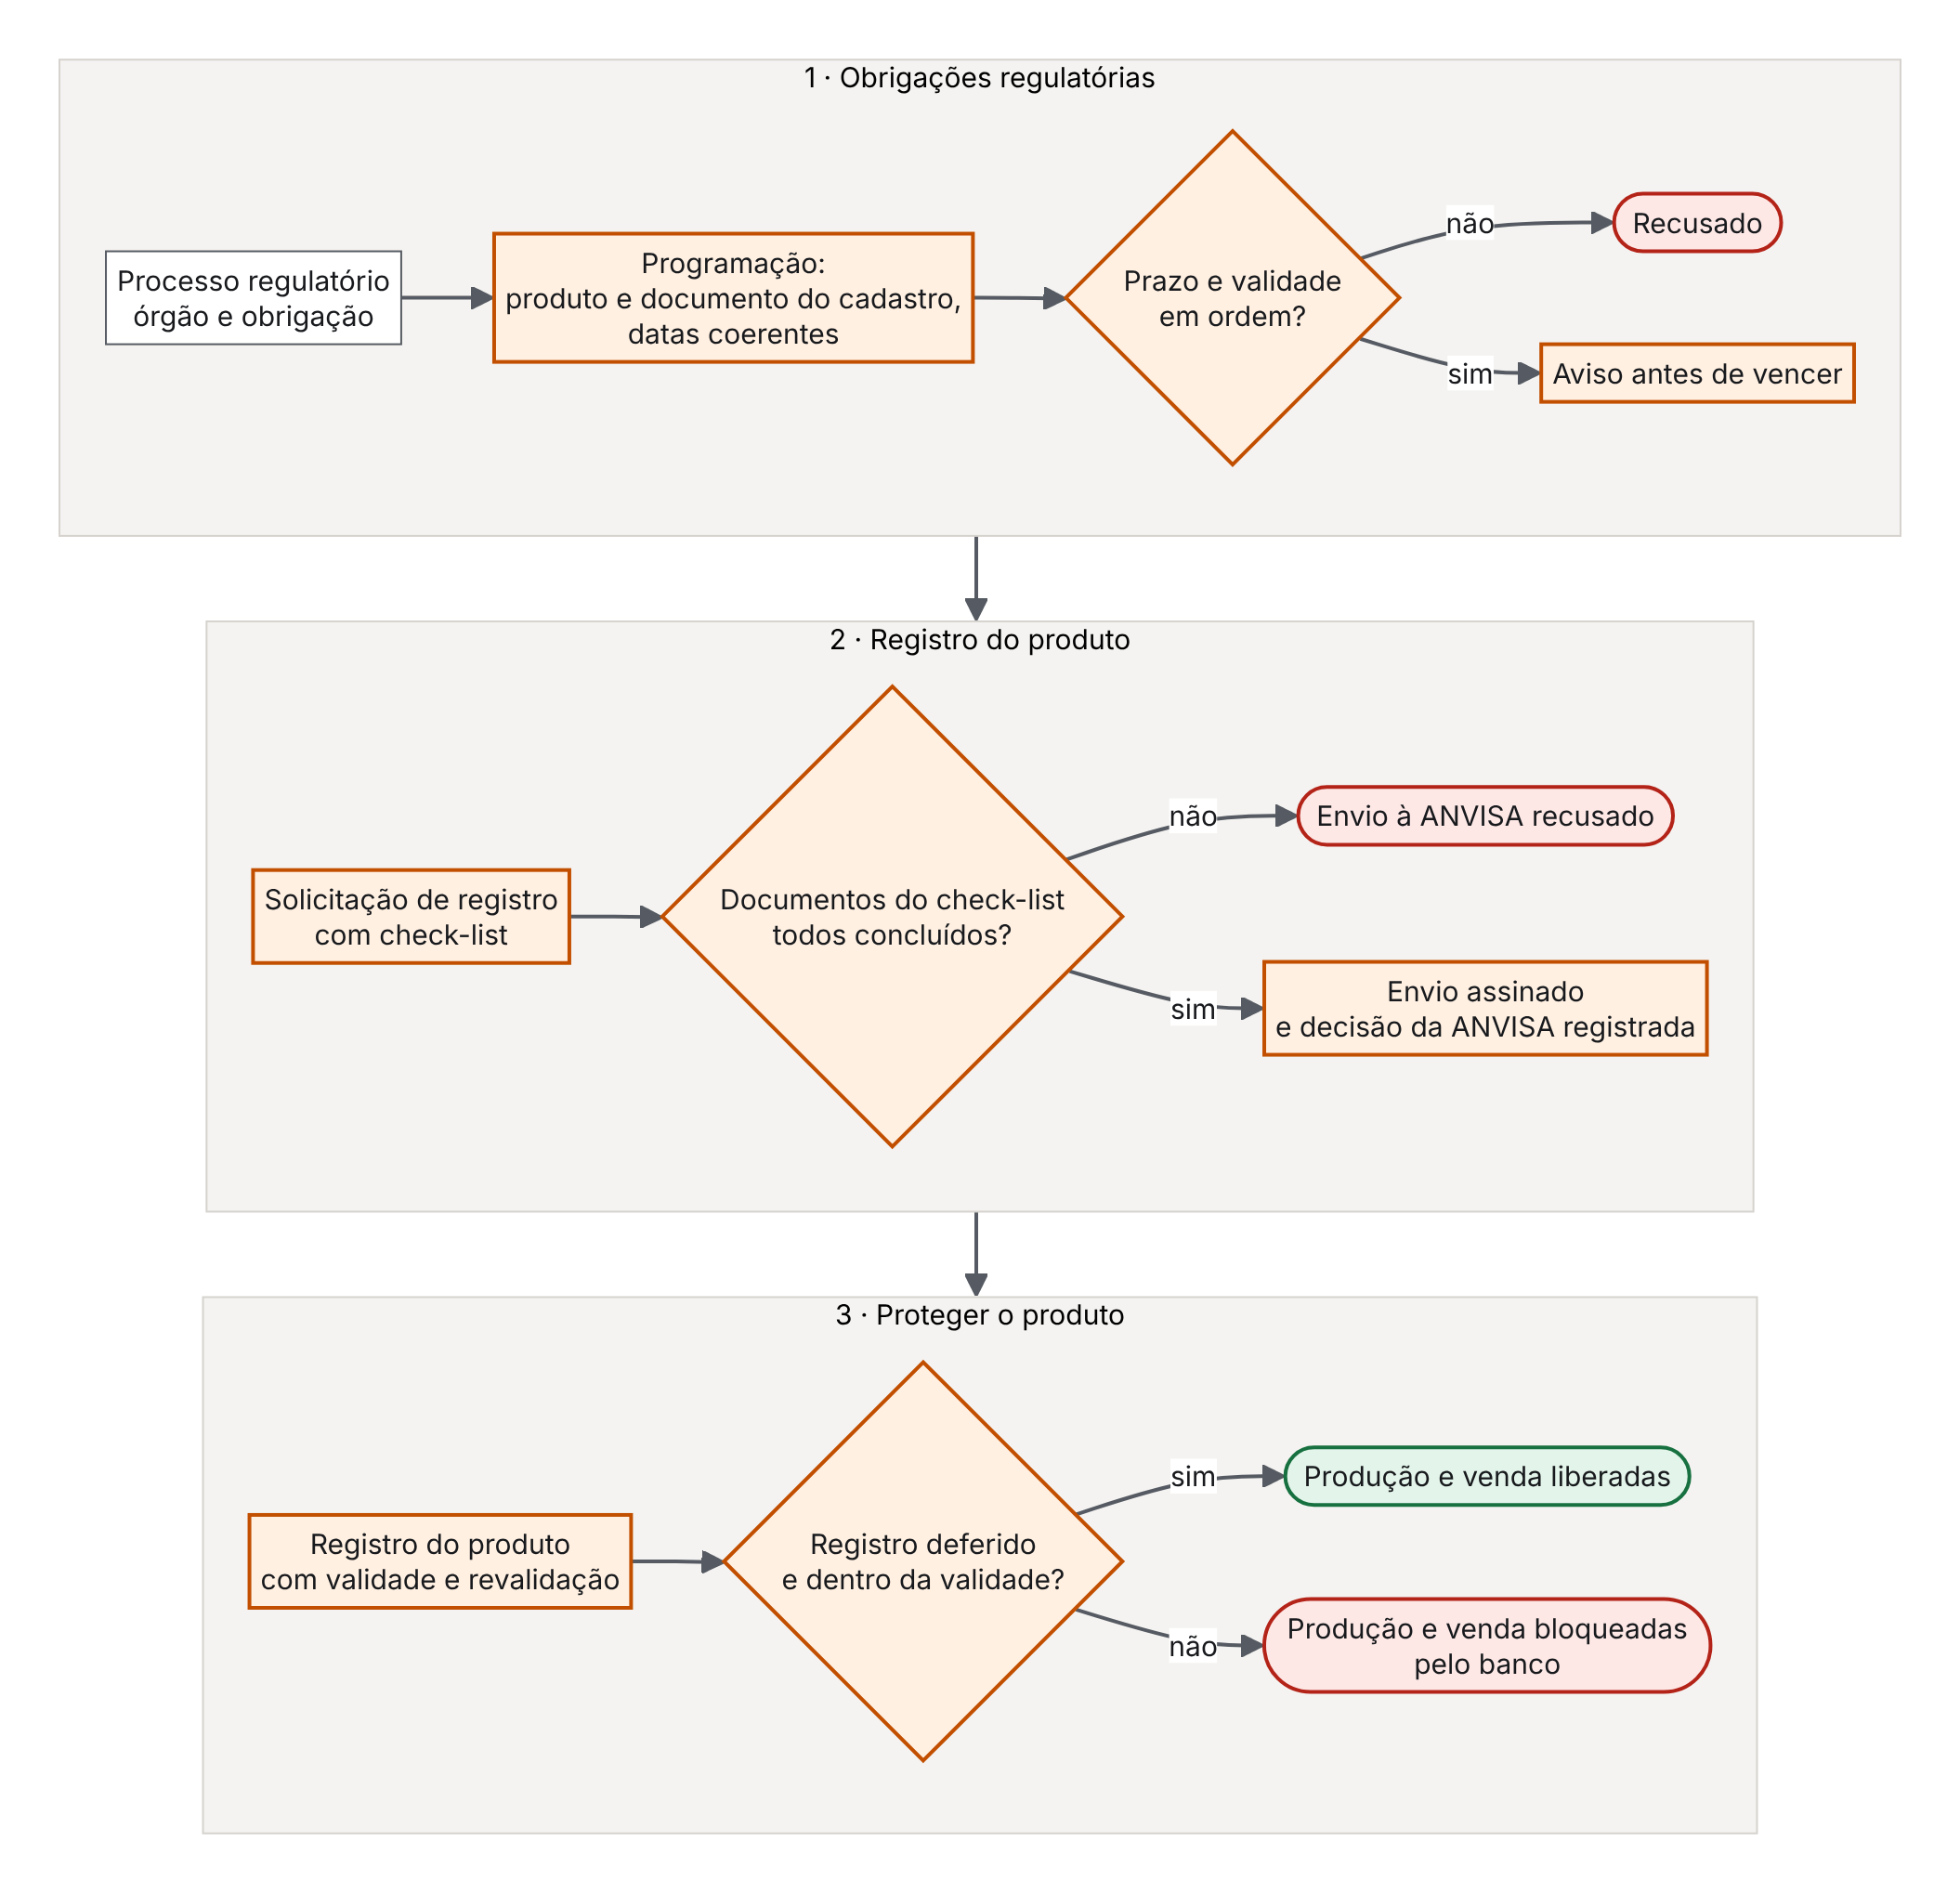 1 · Obrigações regulatórias
Processo regulatório
órgão e obrigação
Programação:
produto e documento do cadastro,
datas coerentes
Prazo e validade
em ordem?
não
Recusado
sim
Aviso antes de vencer
2 · Registro do produto
Solicitação de registro
com check-list
Documentos do check-list
todos concluídos?
não
Envio à ANVISA recusado
sim
Envio assinado
e decisão da ANVISA registrada
3 · Proteger o produto
Registro do produto
com validade e revalidação
Registro deferido
e dentro da validade?
sim
Produção e venda liberadas
não
Produção e venda bloqueadas
pelo banco